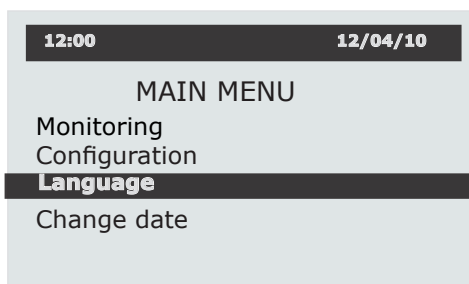 12:00 12/04/10
MAIN MENU
Monitoring
Configuration
Language
Change date